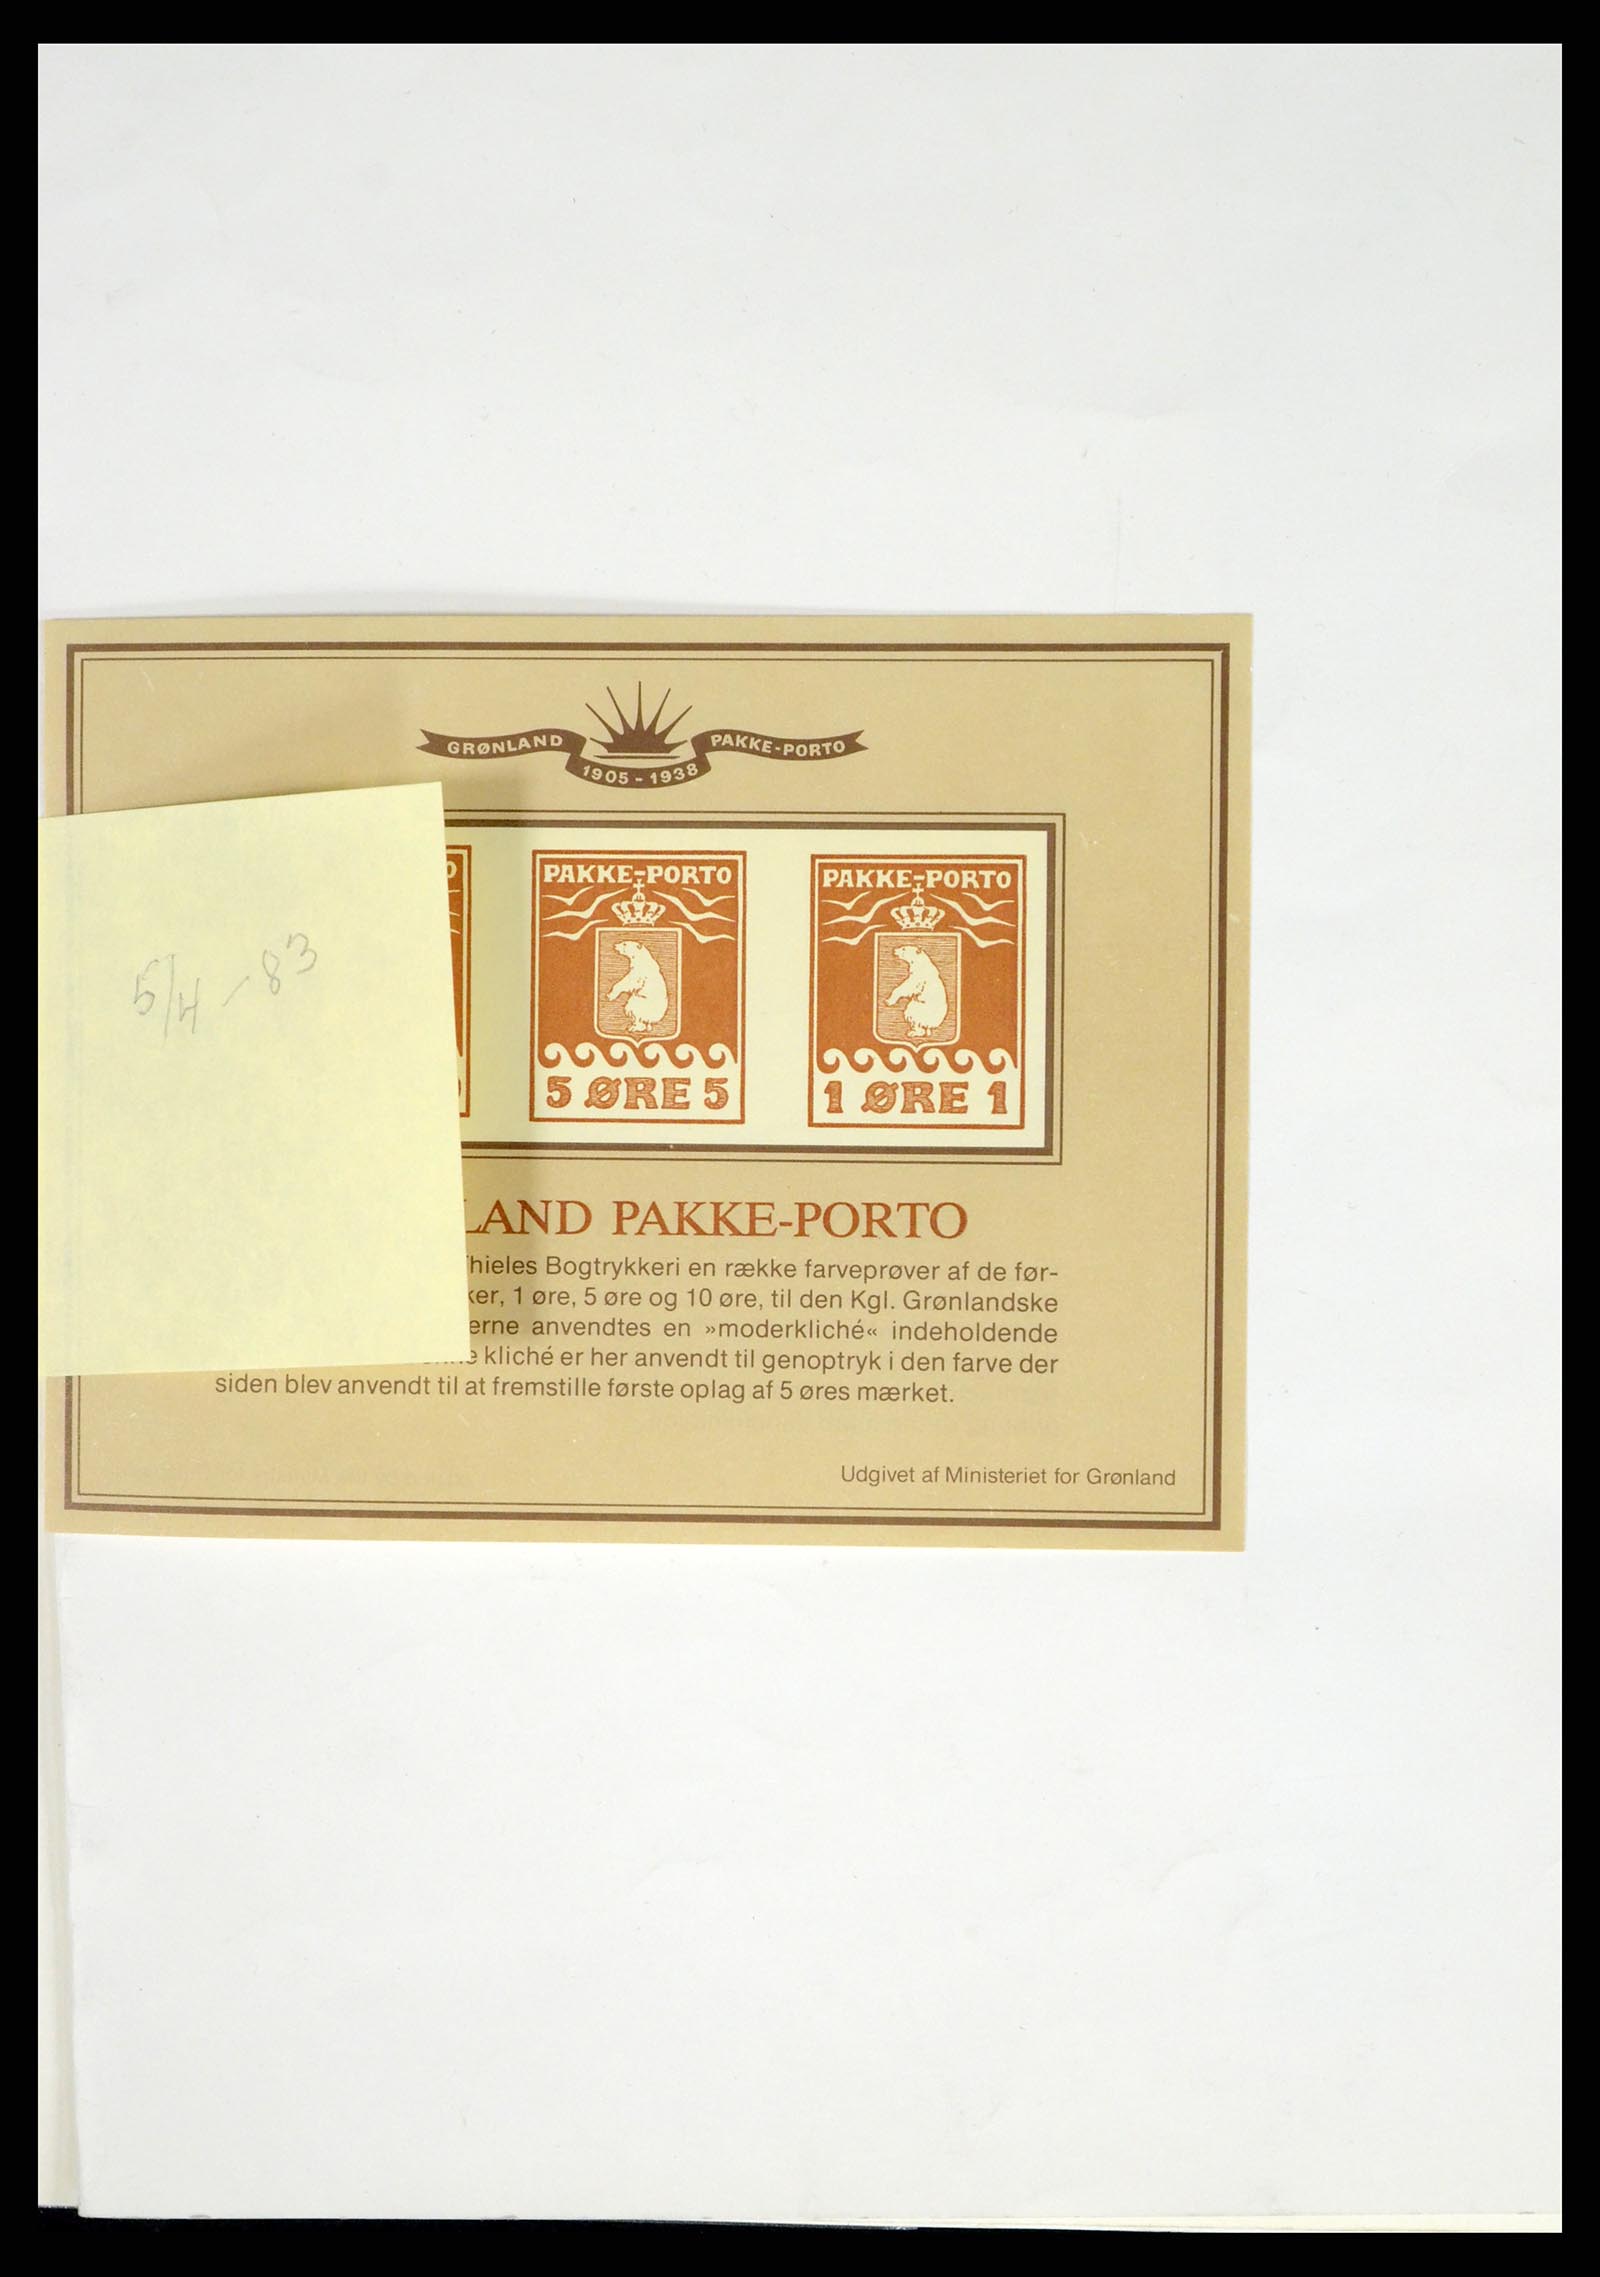 GRØNLAND PAKKE-PORTO
1905 - 1938
PAKKE-PORTO
5 ØRE 5
PAKKE-PORTO
1 ØRE 1
5/4 - 83
LAND PAKKE-PORTO
hieles Bogtrykkeri en række farveprøver af de før-
ker, 1 øre, 5 øre og 10 øre, til den Kgl. Grønlandske
erne anvendtes en »moderkliché« indeholdende
kliché er her anvendt til genoptryk i den farve der
siden blev anvendt til at fremstille første oplag af 5 øres mærket.
Udgivet af Ministeriet for Grønland